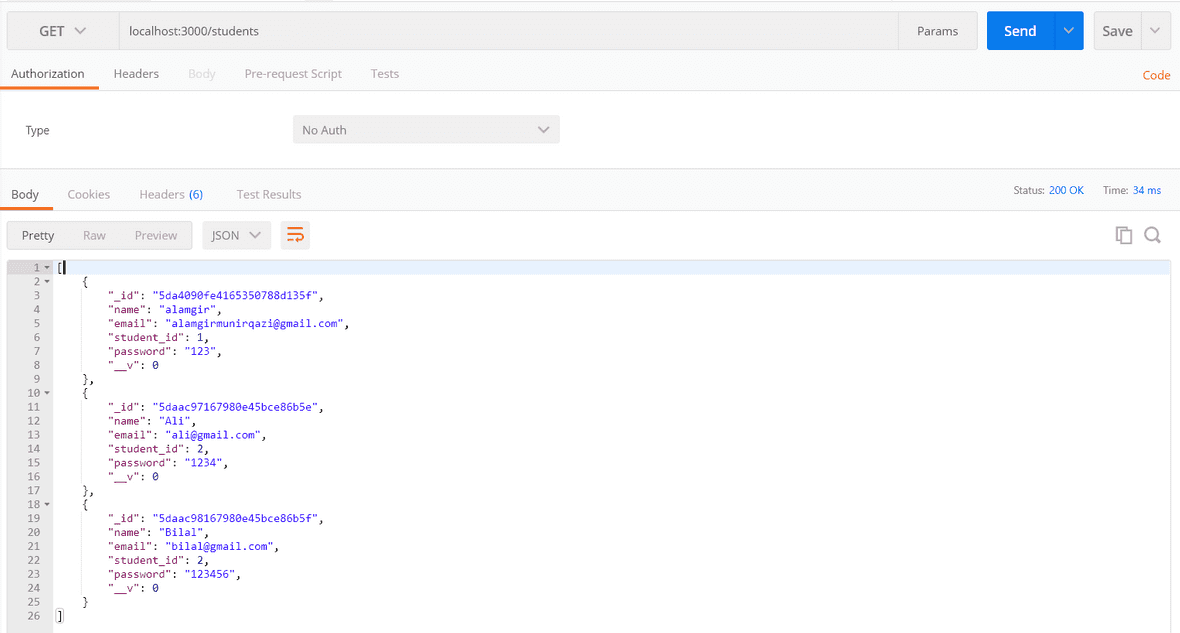 GET localhost:3000/students Params Send Save
Authorization Headers Body Pre-request Script Tests Code
Type No Auth
Body Cookies Headers (6) Test Results Status: 200 OK Time: 34 ms
Pretty Raw Preview JSON
1 [
2 {
3 "_id": "5da4090fe4165350788d135f",
4 "name": "alamgir",
5 "email": "alamgirmunirqazi@gmail.com",
6 "student_id": 1,
7 "password": "123",
8 "__v": 0
9 },
10 {
11 "_id": "5daac97167980e45bce86b5e",
12 "name": "Ali",
13 "email": "ali@gmail.com",
14 "student_id": 2,
15 "password": "1234",
16 "__v": 0
17 },
18 {
19 "_id": "5daac98167980e45bce86b5f",
20 "name": "Bilal",
21 "email": "bilal@gmail.com",
22 "student_id": 2,
23 "password": "123456",
24 "__v": 0
25 }
26 ]